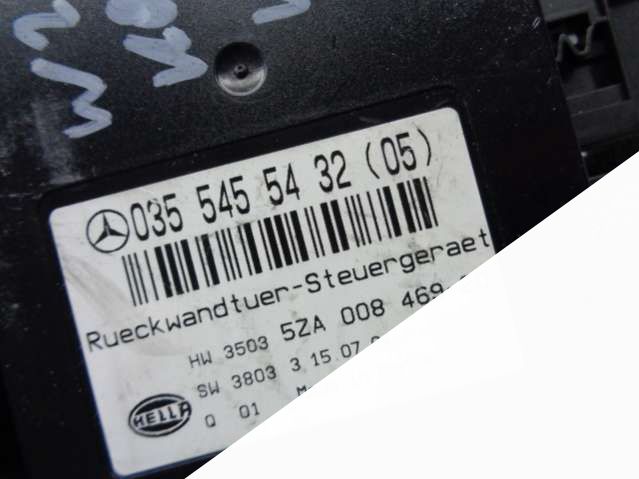 035 545 54 32 (05)
Rueckwandtuer-Steuergeraet
HW 3503 5ZA 008 469
SW 3803 3 15.07
HELLA
Q 01